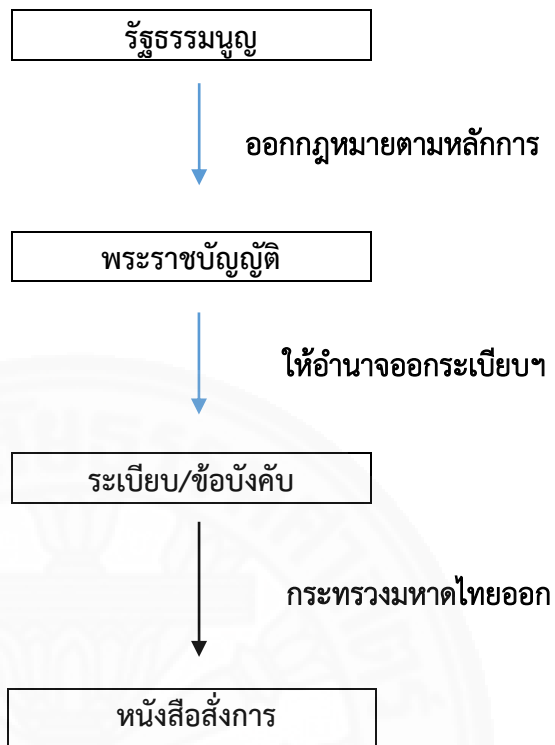 รัฐธรรมนูญ
ออกกฎหมายตามหลักการ
พระราชบัญญัติ
ให้อำนาจออกระเบียบฯ
ระเบียบ/ข้อบังคับ
กระทรวงมหาดไทยออก
หนังสือสั่งการ